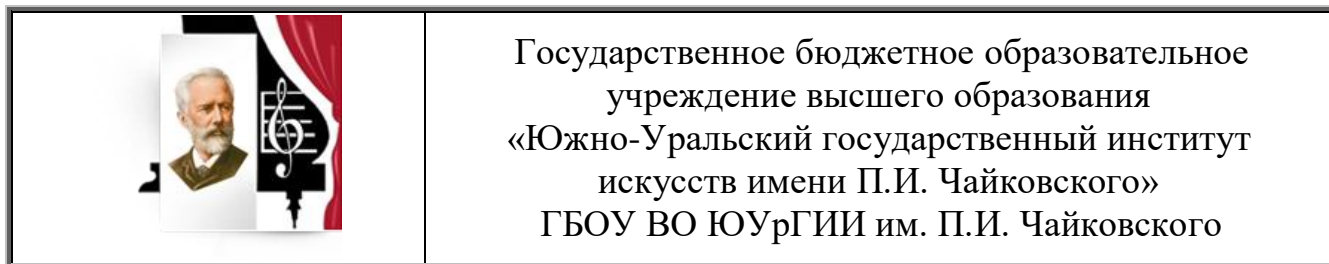 Государственное бюджетное образовательное
учреждение высшего образования
«Южно-Уральский государственный институт
искусств имени П.И. Чайковского»
ГБОУ ВО ЮУрГИИ им. П.И. Чайковского